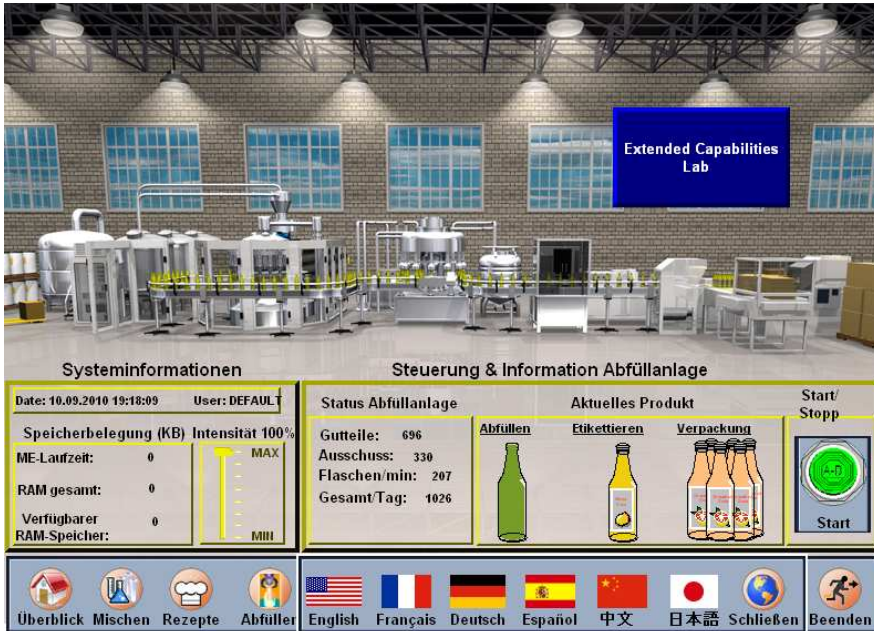 Extended Capabilities
Lab
Systeminformationen
Steuerung & Information Abfüllanlage
Date: 10.09.2010 19:18:09 User: DEFAULT
Speicherbelegung (KB) Intensität 100%
ME-Laufzeit: 0
RAM gesamt: 0
Verfügbarer
RAM-Speicher: 0
MAX
MIN
Status Abfüllanlage
Gutteile: 696
Ausschuss: 330
Flaschen/min: 207
Gesamt/Tag: 1026
Aktuelles Produkt
Abfüllen Etikettieren Verpackung
Start/
Stopp
A-D
Start
Überblick Mischen Rezepte Abfüller English Français Deutsch Español 中文 日本語 Schließen Beenden